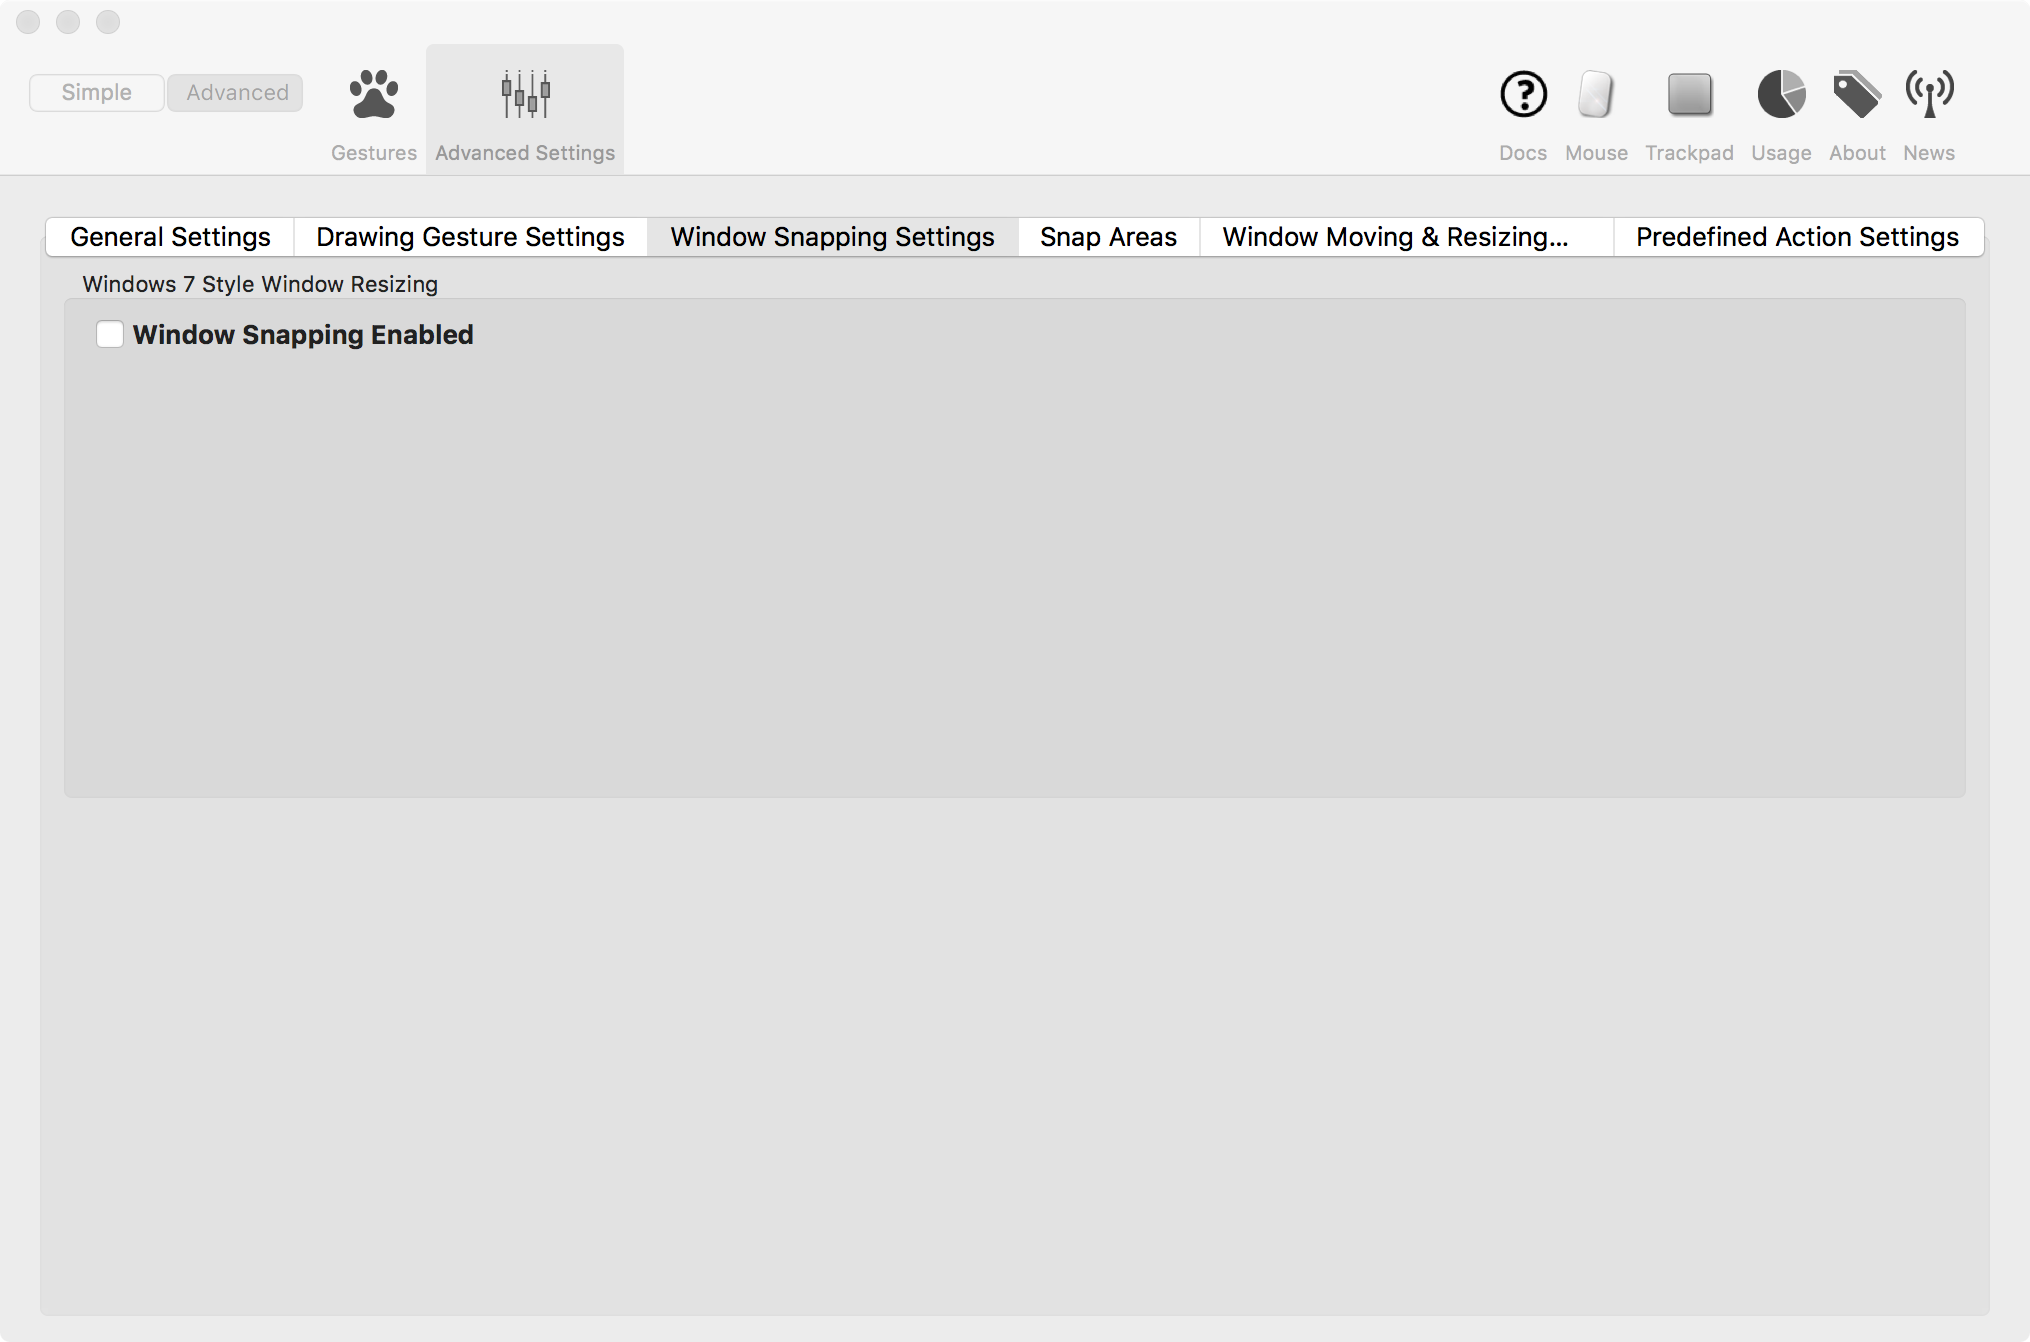 Simple
Advanced
Gestures
Advanced Settings
Docs
Mouse
Trackpad
Usage
About
News
General Settings
Drawing Gesture Settings
Window Snapping Settings
Snap Areas
Window Moving & Resizing...
Predefined Action Settings
Windows 7 Style Window Resizing
Window Snapping Enabled